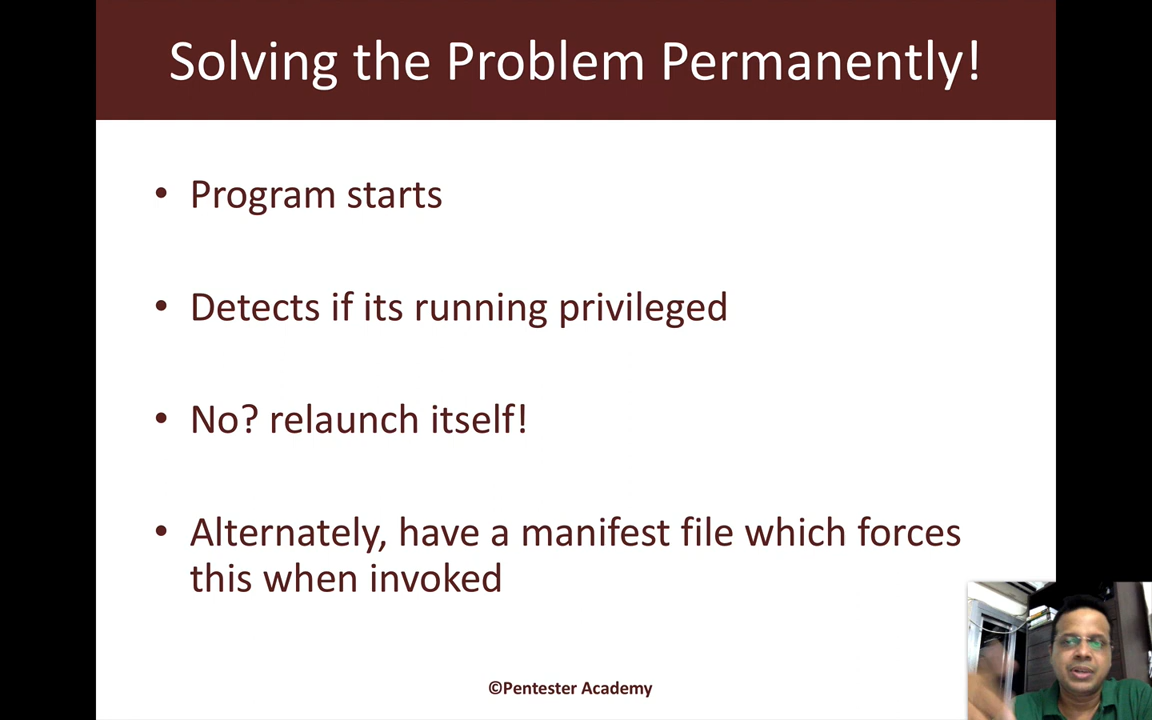 Solving the Problem Permanently!
• Program starts
• Detects if its running privileged
• No? relaunch itself!
• Alternately, have a manifest file which forces
this when invoked
©Pentester Academy